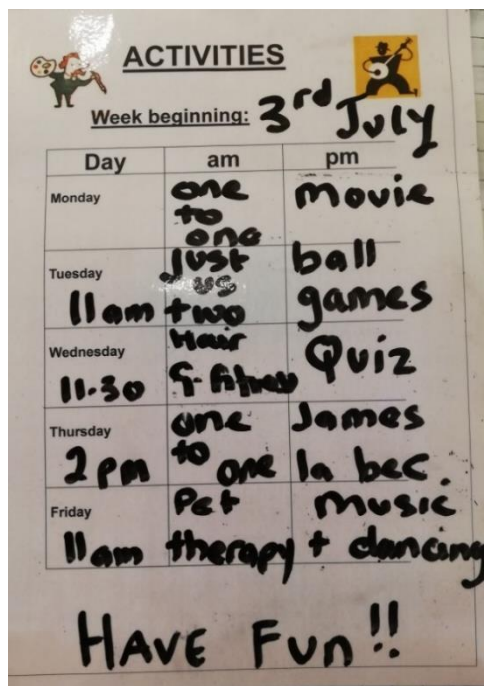 ACTIVITIES
Week beginning: 3rd July
Day am pm
Monday one to one Movie
Tuesday 11am Just us two ball games
Wednesday 11.30 Hair & fitness Quiz
Thursday 2pm one to one James la bec
Friday 11am Pet therapy music + dancing
HAVE FUN!!